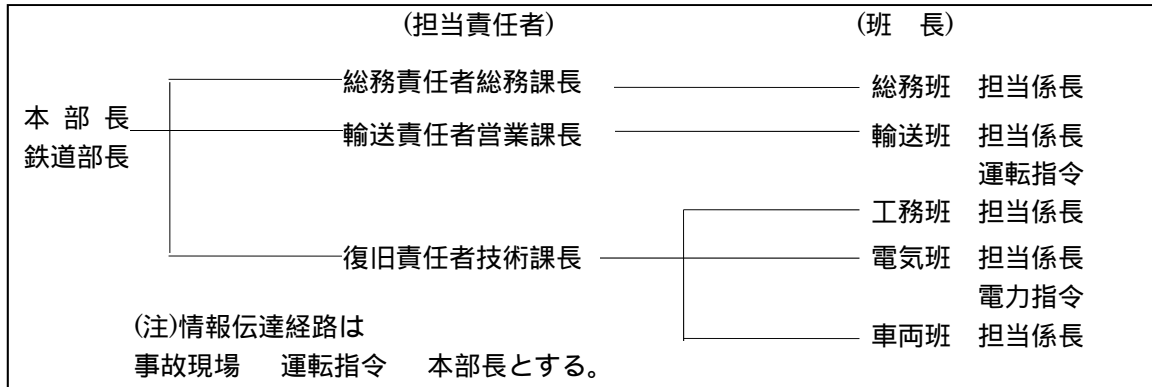 (担当責任者) (班　長)
総務責任者総務課長 総務班　担当係長
本 部 長
鉄道部長
輸送責任者営業課長 輸送班　担当係長
運転指令
工務班　担当係長
復旧責任者技術課長 電気班　担当係長
電力指令
車両班　担当係長
(注)情報伝達経路は
事故現場　運転指令　本部長とする。